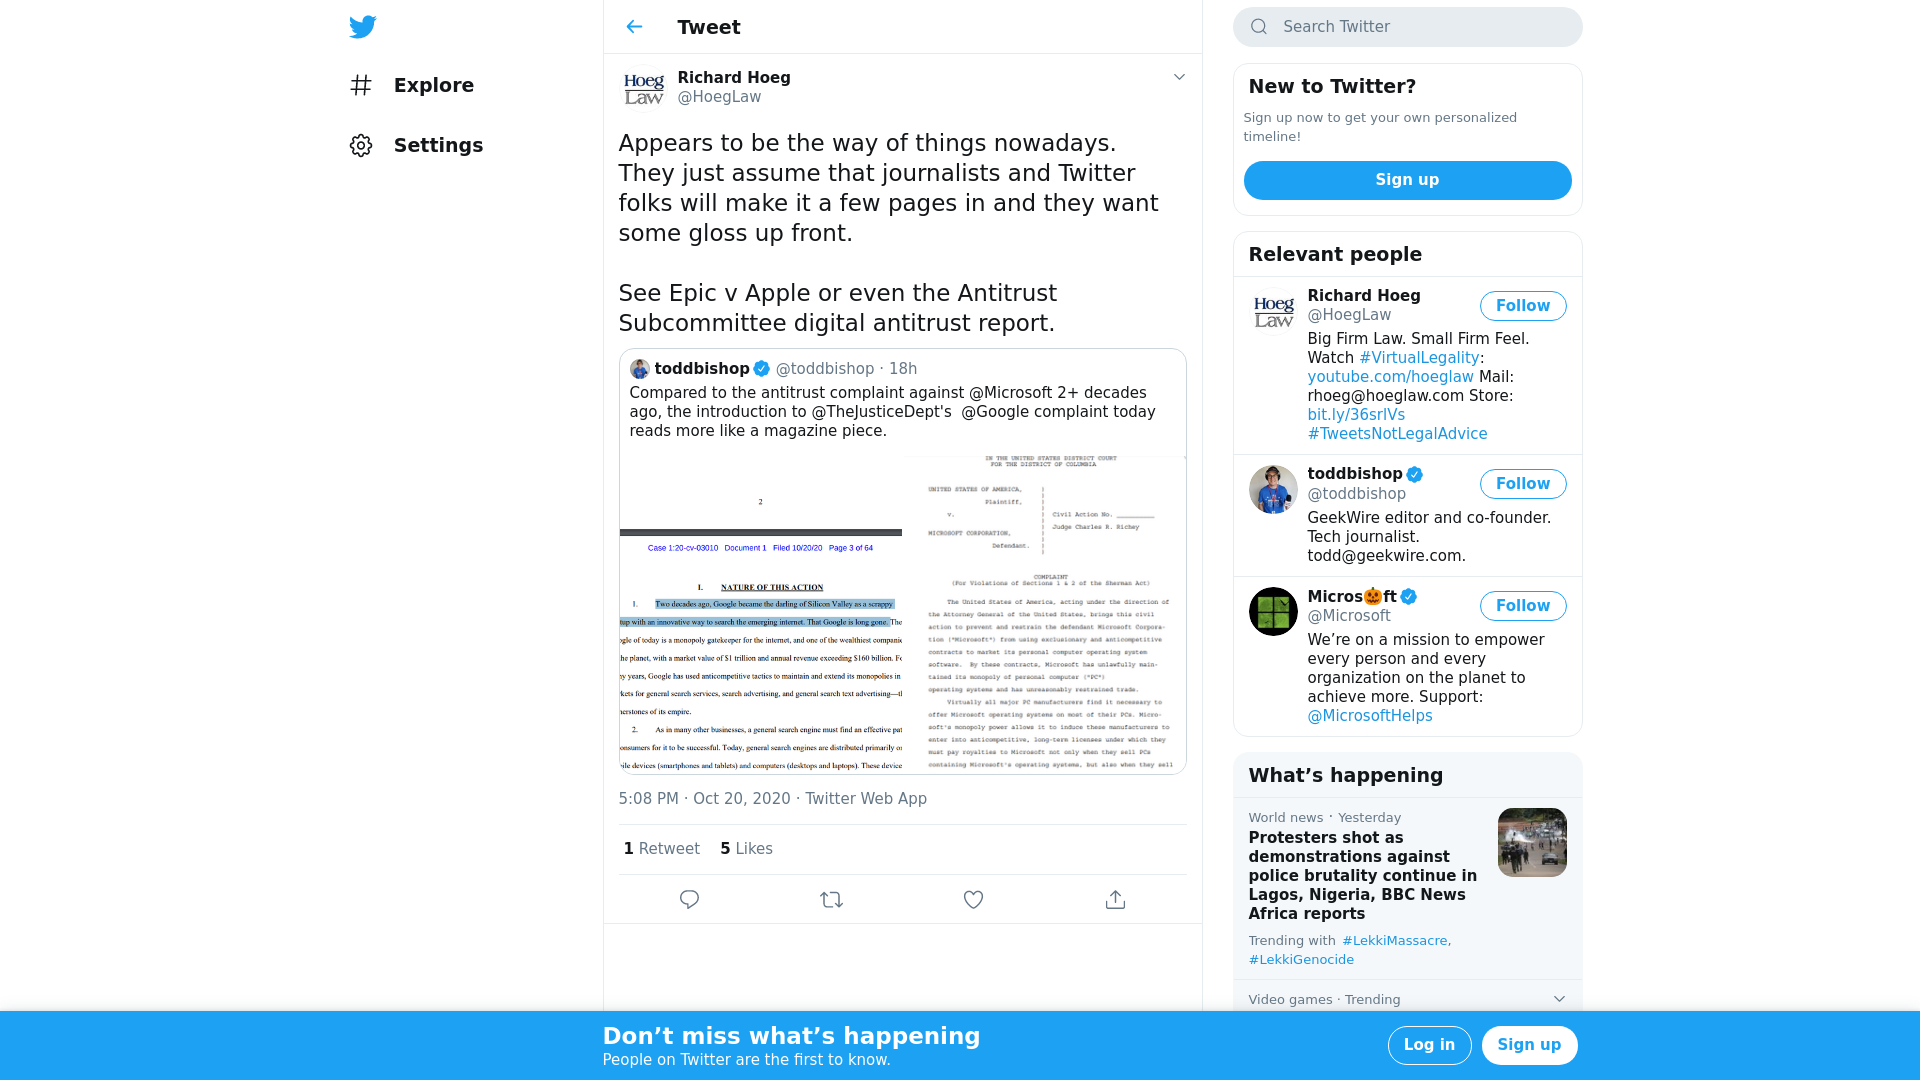 Explore
Settings
Tweet
Hoeg
Law
Richard Hoeg
@HoegLaw
Appears to be the way of things nowadays.
They just assume that journalists and Twitter
folks will make it a few pages in and they want
some gloss up front.
See Epic v Apple or even the Antitrust
Subcommittee digital antitrust report.
toddbishop @toddbishop · 18h
Compared to the antitrust complaint against @Microsoft 2+ decades
ago, the introduction to @TheJusticeDept's @Google complaint today
reads more like a magazine piece.
2
Case 1:20-cv-03010 Document 1 Filed 10/20/20 Page 3 of 64
I. NATURE OF THIS ACTION
1. Two decades ago, Google became the darling of Silicon Valley as a scrappy
tup with an innovative way to search the emerging internet. That Google is long gone. The
ogle of today is a monopoly gatekeeper for the internet, and one of the wealthiest companie
he planet, with a market value of $1 trillion and annual revenue exceeding $160 billion. Fo
ny years, Google has used anticompetitive tactics to maintain and extend its monopolies in
kets for general search services, search advertising, and general search text advertising—tl
nerstones of its empire.
2. As in many other businesses, a general search engine must find an effective pat
onsumers for it to be successful. Today, general search engines are distributed primarily o
ile devices (smartphones and tablets) and computers (desktops and laptops). These device
IN THE UNITED STATES DISTRICT COURT
FOR THE DISTRICT OF COLUMBIA
UNITED STATES OF AMERICA,
Plaintiff,
v.
Civil Action No.
Judge Charles R. Richey
MICROSOFT CORPORATION,
Defendant.
COMPLAINT
(For Violations of Sections 1 & 2 of the Sherman Act)
The United States of America, acting under the direction of
the Attorney General of the United States, brings this civil
action to prevent and restrain the defendant Microsoft Corpora-
tion ("Microsoft") from using exclusionary and anticompetitive
contracts to market its personal computer operating system
software. By these contracts, Microsoft has unlawfully main-
tained its monopoly of personal computer ("PC")
operating systems and has unreasonably restrained trade.
Virtually all major PC manufacturers find it necessary to
offer Microsoft operating systems on most of their PCs. Micro-
soft's monopoly power allows it to induce these manufacturers to
enter into anticompetitive, long-term licenses under which they
must pay royalties to Microsoft not only when they sell PCs
containing Microsoft's operating systems, but also when they sell
5:08 PM · Oct 20, 2020 · Twitter Web App
1 Retweet 5 Likes
Search Twitter
New to Twitter?
Sign up now to get your own personalized
timeline!
Sign up
Relevant people
Hoeg
Law
Richard Hoeg
@HoegLaw
Follow
Big Firm Law. Small Firm Feel.
Watch #VirtualLegality:
youtube.com/hoeglaw Mail:
rhoeg@hoeglaw.com Store:
bit.ly/36srlVs
#TweetsNotLegalAdvice
toddbishop
@toddbishop
Follow
GeekWire editor and co-founder.
Tech journalist.
todd@geekwire.com.
Micros🎃ft
@Microsoft
Follow
We’re on a mission to empower
every person and every
organization on the planet to
achieve more. Support:
@MicrosoftHelps
What’s happening
World news · Yesterday
Protesters shot as
demonstrations against
police brutality continue in
Lagos, Nigeria, BBC News
Africa reports
Trending with #LekkiMassacre,
#LekkiGenocide
Video games · Trending
Don’t miss what’s happening
People on Twitter are the first to know.
Log in
Sign up